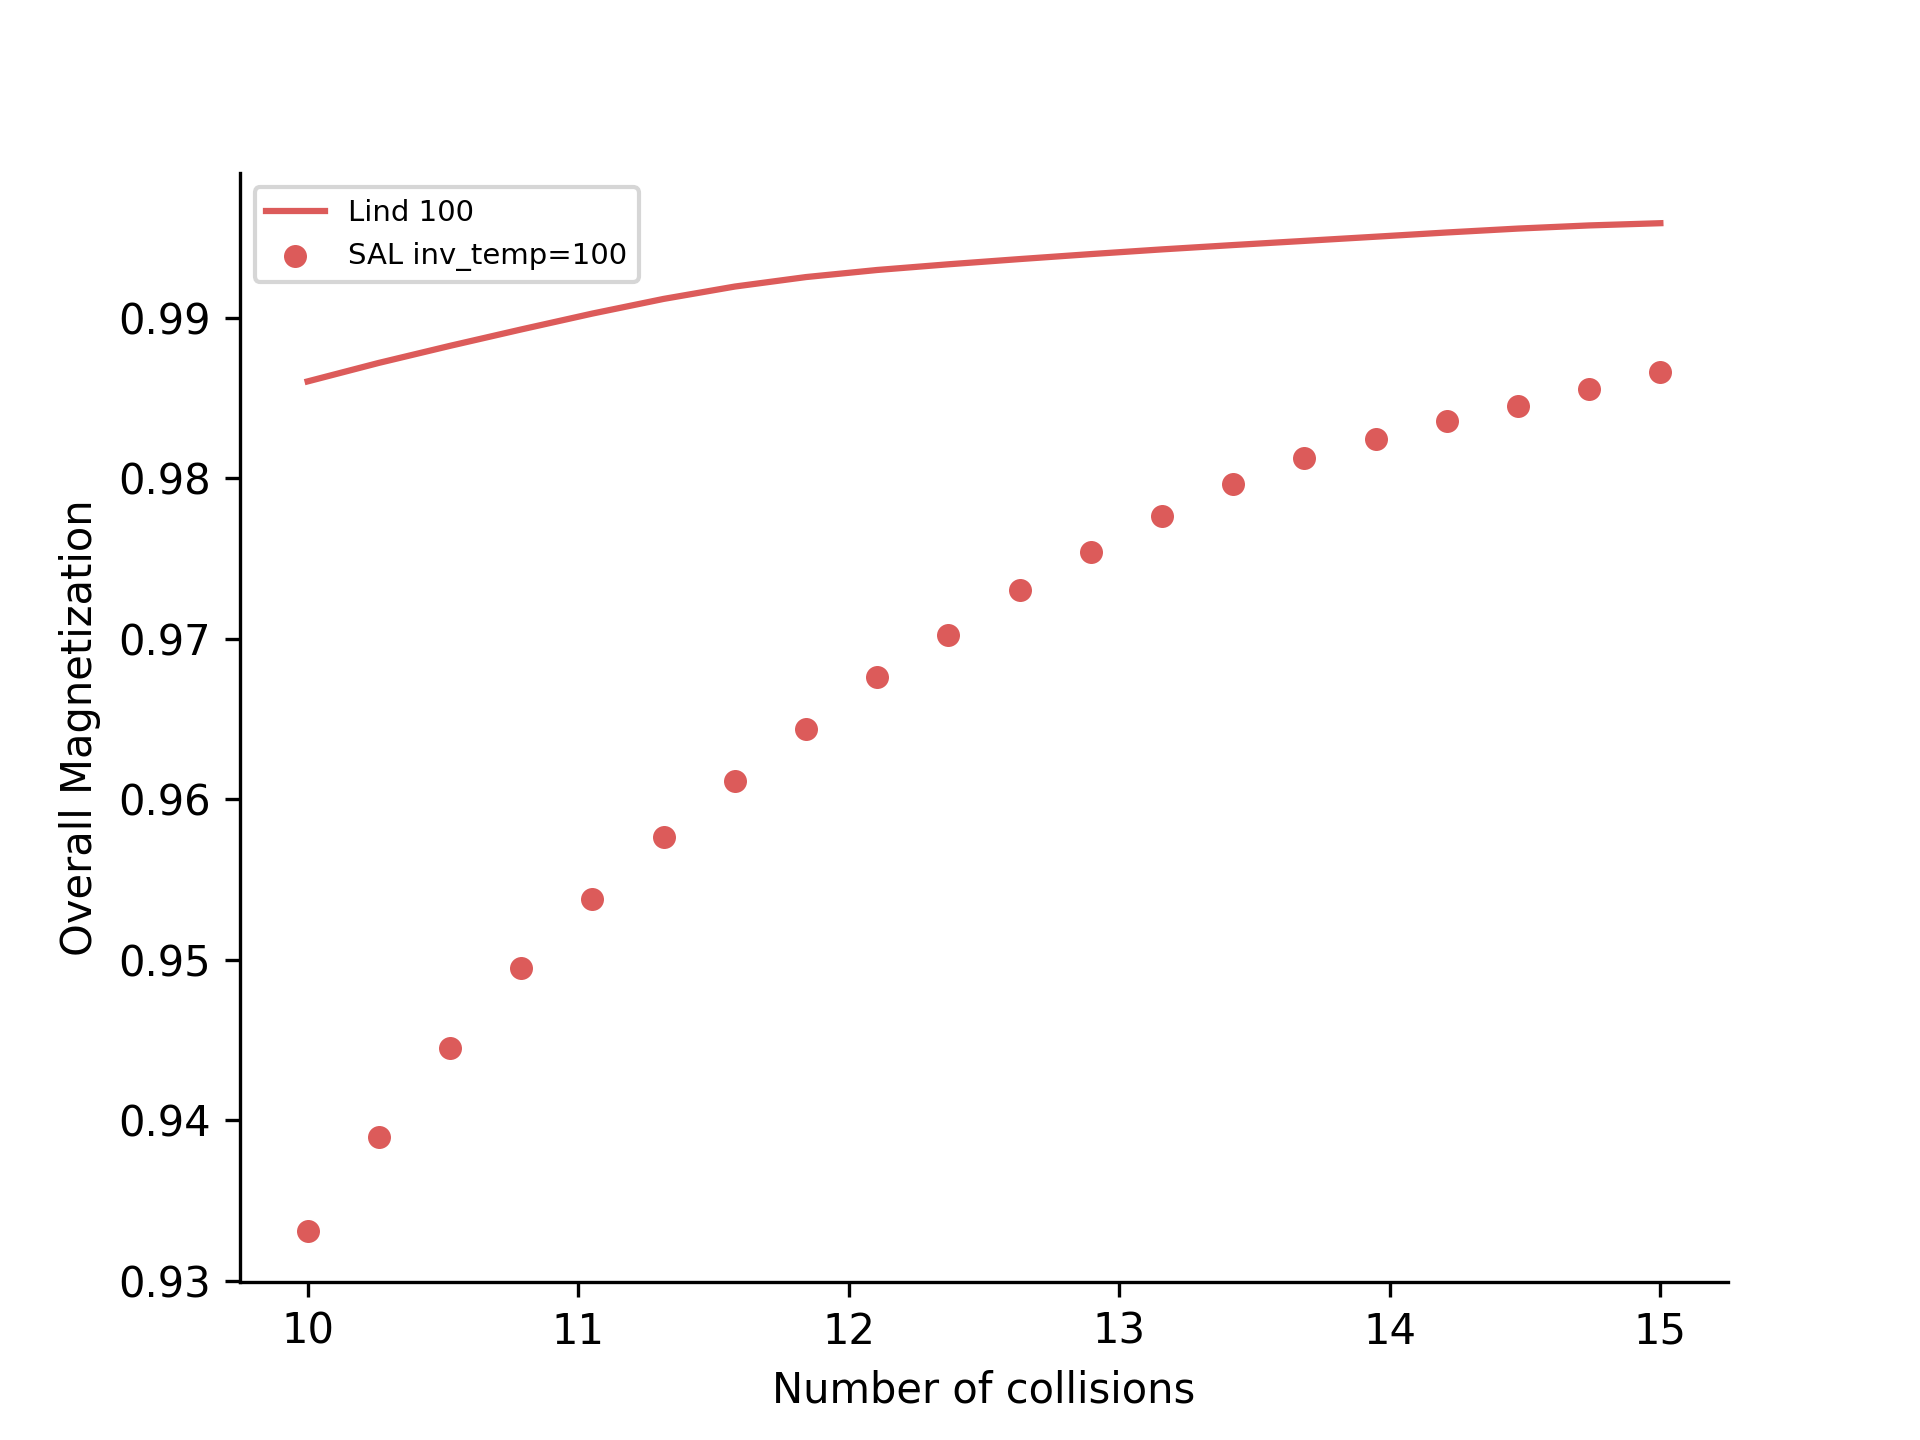 Lind 100
SAL inv_temp=100
0.99
0.98
0.97
0.96
0.95
0.94
0.93
Overall Magnetization
10 11 12 13 14 15
Number of collisions